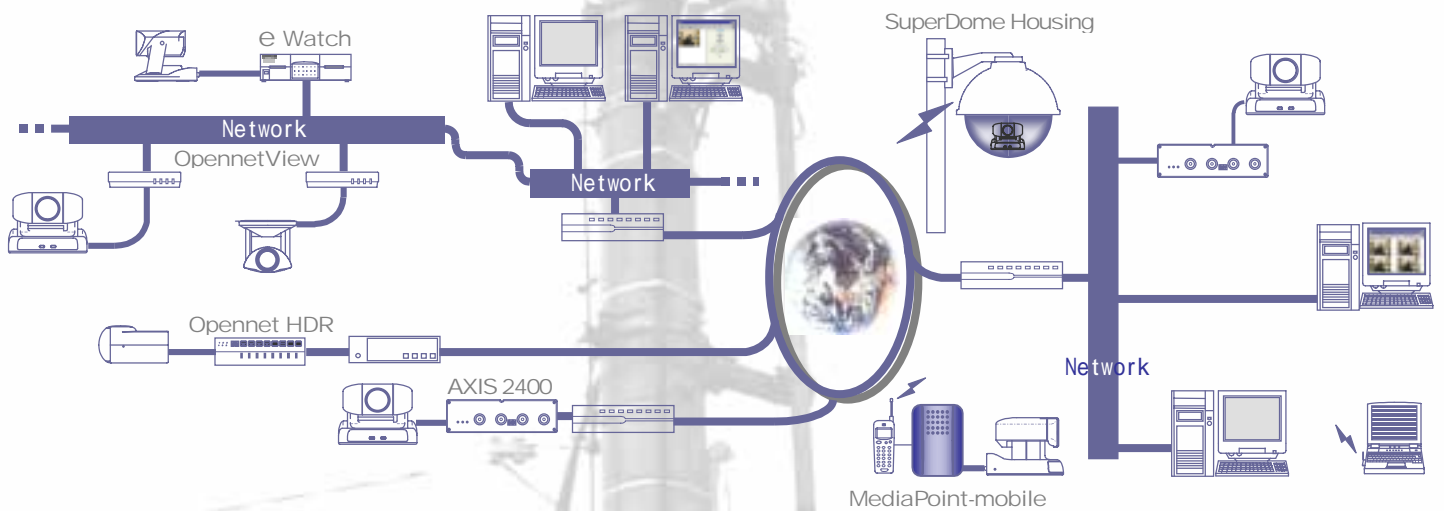 SuperDome Housing
e Watch
Network
OpennetView
Network
Opennet HDR
Network
AXIS 2400
MediaPoint-mobile